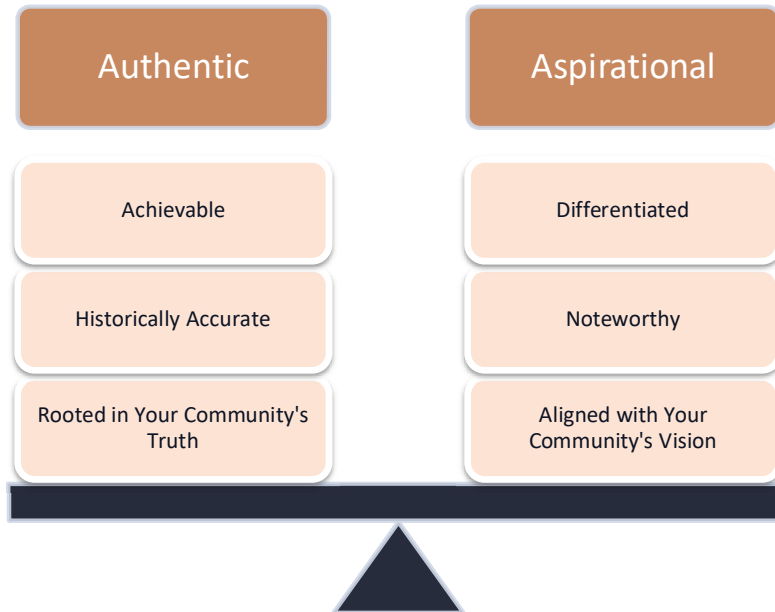 Authentic
Aspirational
Achievable
Differentiated
Historically Accurate
Noteworthy
Rooted in Your Community's
Truth
Aligned with Your
Community's Vision